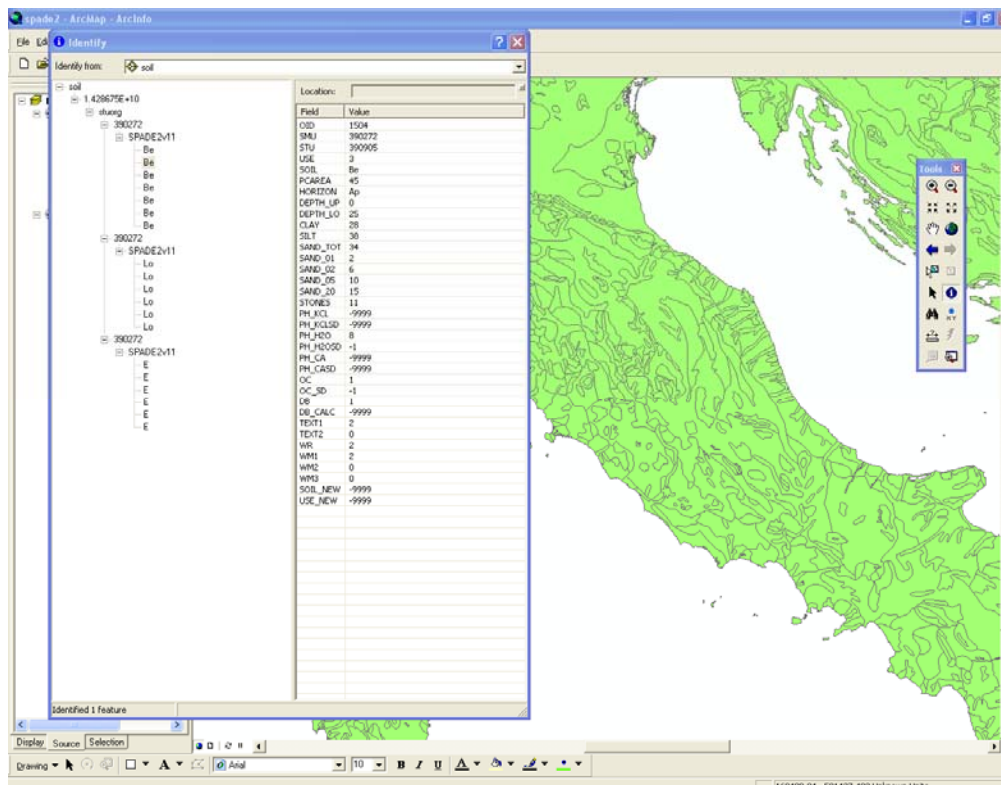 spade2 - ArcMap - ArcInfo
File Ed
Identify
Identify from: soil
soil
1.428675E+10
stuorg
390272
SPADE2v11
Be
Be
Be
Be
Be
Be
Be
390272
SPADE2v11
Lo
Lo
Lo
Lo
Lo
Lo
390272
SPADE2v11
E
E
E
E
E
E
Location:
Field Value
OID 1504
SMU 390272
STU 390905
USE 3
SOIL Be
PCAREA 45
HORIZON Ap
DEPTH_UP 0
DEPTH_LO 25
CLAY 28
SILT 38
SAND_TOT 34
SAND_01 2
SAND_02 6
SAND_05 10
SAND_20 15
STONES 11
PH_KCL -9999
PH_KCLSD -9999
PH_H2O 8
PH_H2OSD -1
PH_CA -9999
PH_CASD -9999
OC 1
OC_SD -1
DB 1
DB_CALC -9999
TEXT1 2
TEXT2 0
WR 2
WM1 2
WM2 0
WM3 0
SOIL_NEW -9999
USE_NEW -9999
Identified 1 feature
Tools
Display Source Selection
Drawing A Arial 10 B I U A